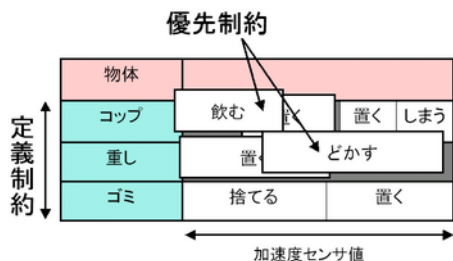 優先制約
物体
コップ
飲む
置く
置く
しまう
定義制約
重し
置く
どかす
ゴミ
捨てる
置く
加速度センサ値